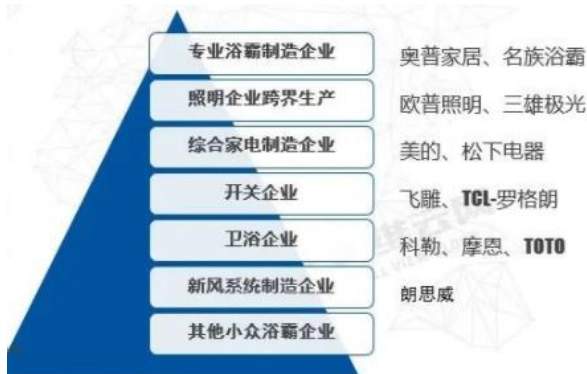 专业浴霸制造企业 奥普家居、名族浴霸
照明企业跨界生产 欧普照明、三雄极光
综合家电制造企业 美的、松下电器
开关企业 飞雕、TCL-罗格朗
卫浴企业 科勒、摩恩、TOTO
新风系统制造企业 朗思威
其他小众浴霸企业